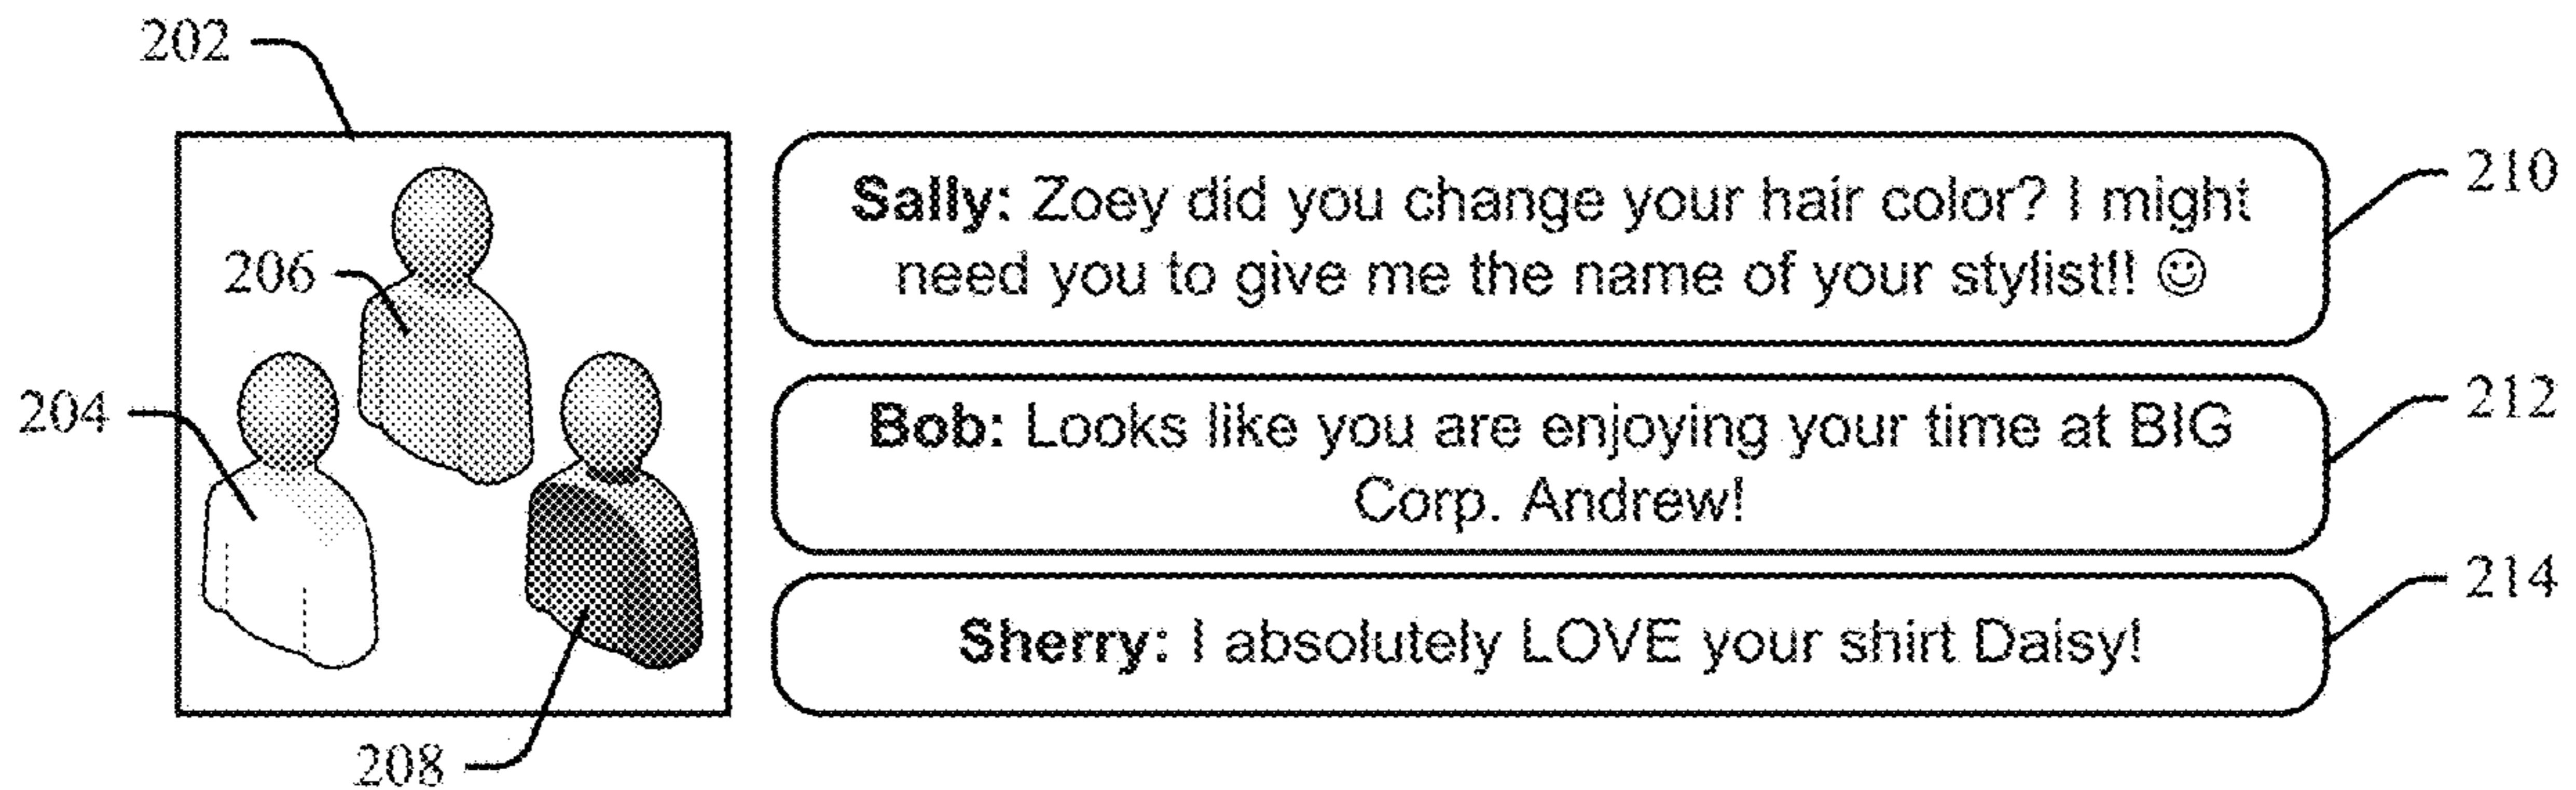 202
210
Sally: Zoey did you change your hair color? I might
need you to give me the name of your stylist!! ☺
206
212
204
Bob: Looks like you are enjoying your time at BIG
Corp. Andrew!
214
Sherry: I absolutely LOVE your shirt Daisy!
208